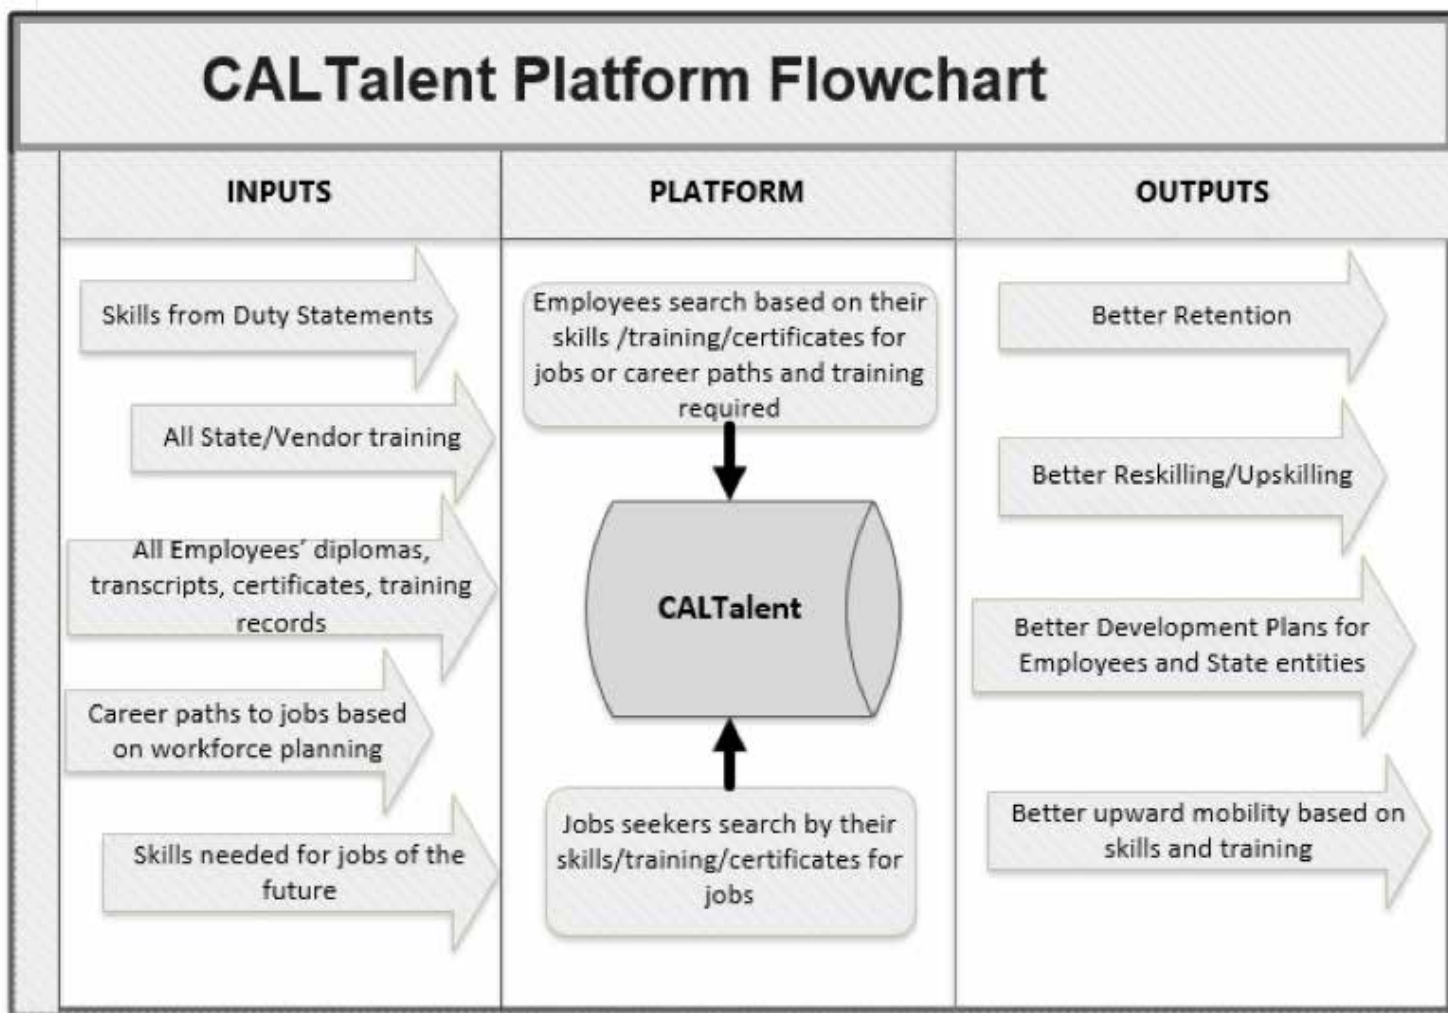 CALTalent Platform Flowchart
INPUTS
PLATFORM
OUTPUTS
Skills from Duty Statements
All State/Vendor training
All Employees´ diplomas,
transcripts, certificates, training
records
Career paths to jobs based
on workforce planning
Skills needed for jobs of the
future
Employees search based on their
skills /training/certificates for
jobs or career paths and training
required
CALTalent
Jobs seekers search by their
skills/training/certificates for
jobs
Better Retention
Better Reskilling/Upskilling
Better Development Plans for
Employees and State entities
Better upward mobility based on
skills and training